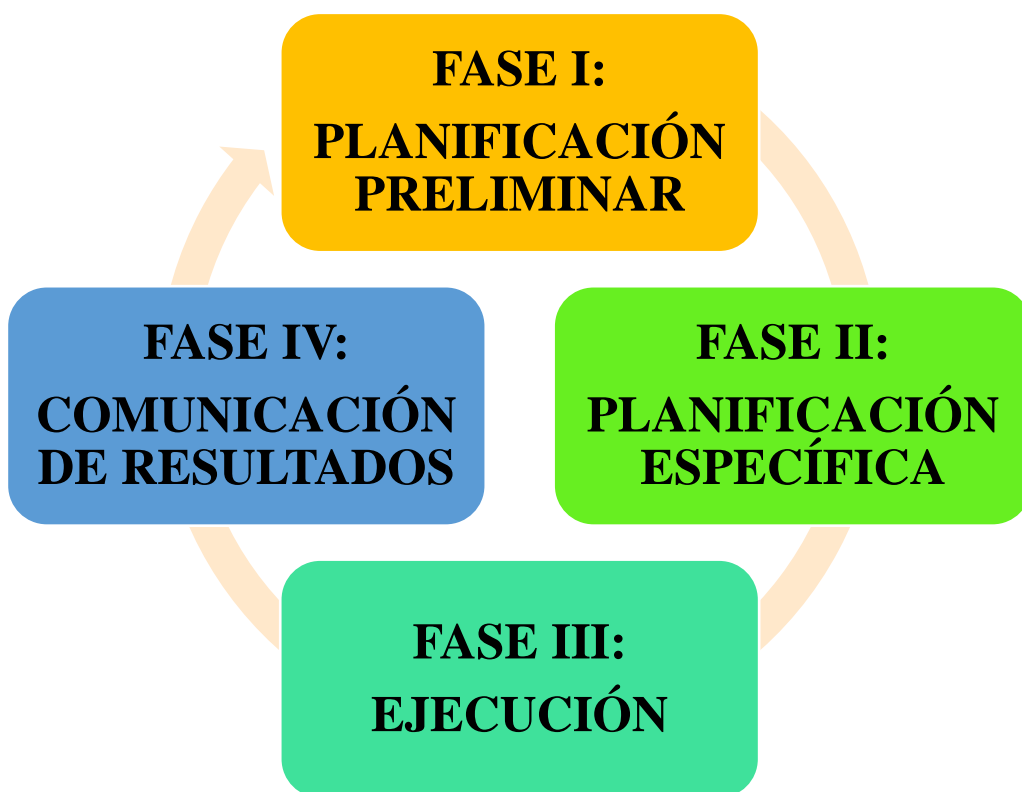 FASE I:
PLANIFICACIÓN
PRELIMINAR
FASE II:
PLANIFICACIÓN
ESPECÍFICA
FASE III:
EJECUCIÓN
FASE IV:
COMUNICACIÓN
DE RESULTADOS